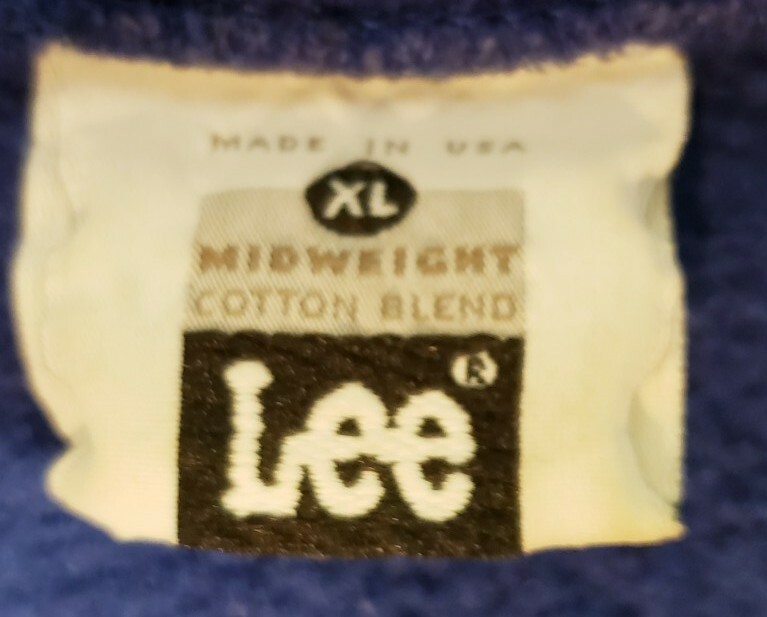 MADE IN USA
XL
MIDWEIGHT
COTTON BLEND
Lee®